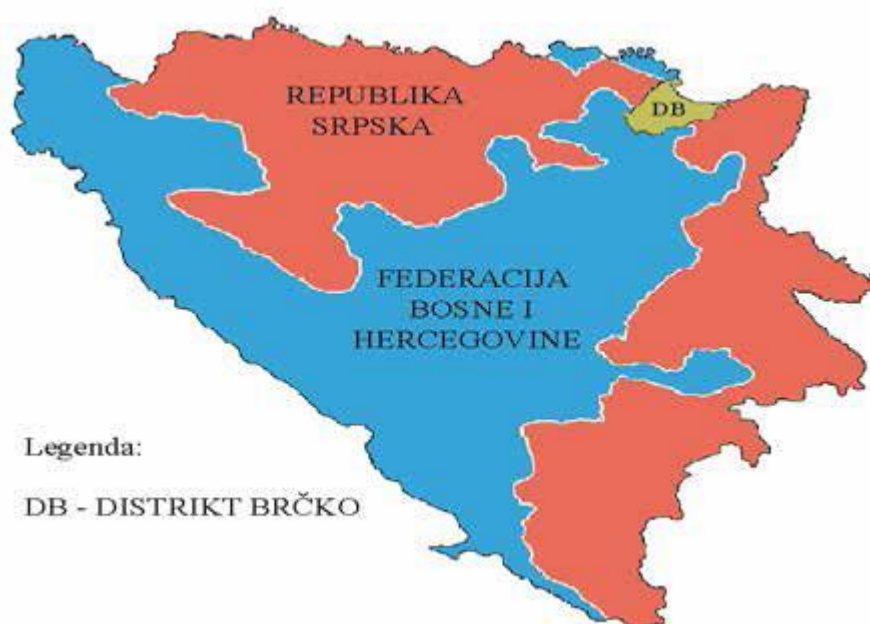 REPUBLIKA
SRPSKA
DB
FEDERACIJA
BOSNE I
HERCEGOVINE
Legenda:
DB - DISTRIKT BRČKO